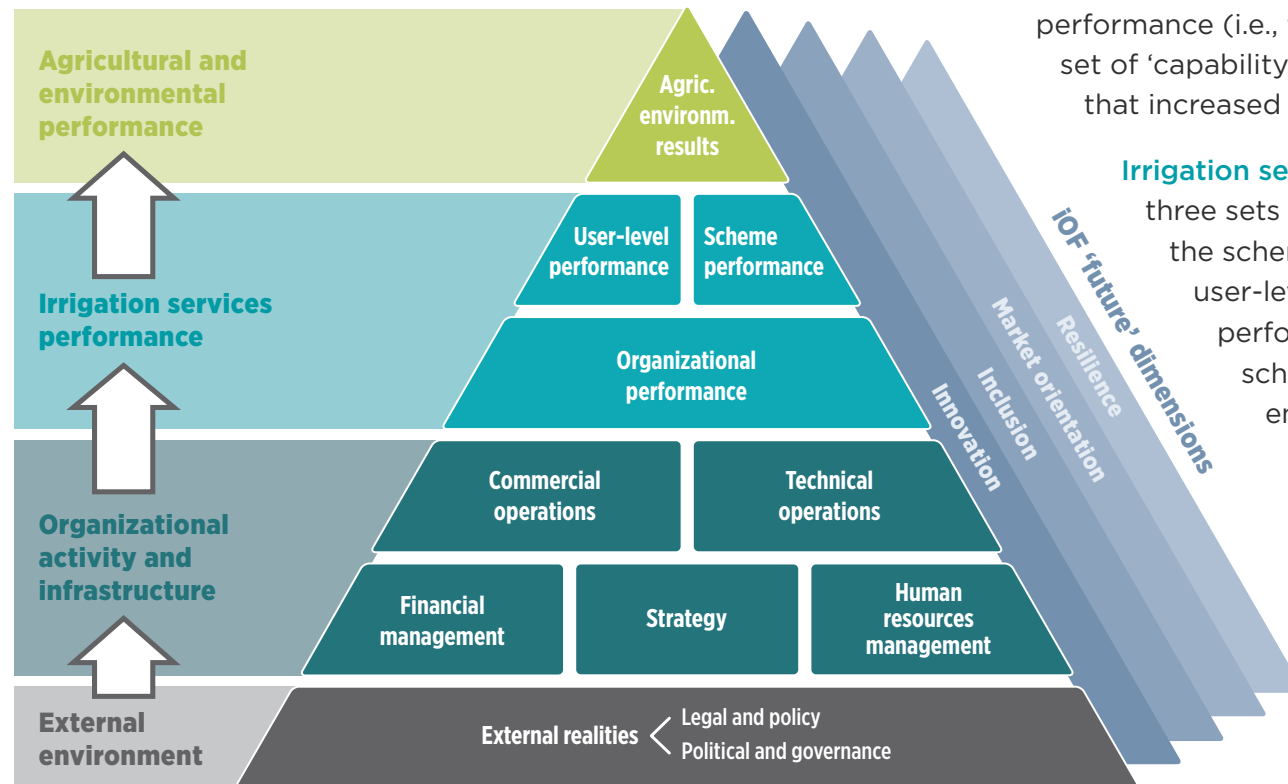 Agricultural and
environmental
performance
Irrigation services
performance
Organizational
activity and
infrastructure
External
environment
Agric.
environm.
results
User-level
performance
Scheme
performance
Organizational
performance
Commercial
operations
Technical
operations
Financial
management
Strategy
Human
resources
management
External realities
Legal and policy
Political and governance
Innovation
Inclusion
Market orientation
Resilience
iOF ‘future’ dimensions
performance (i.e.,
set of ‘capability
that increased
Irrigation se
three sets
the scher
user-le
perfo
sch
er